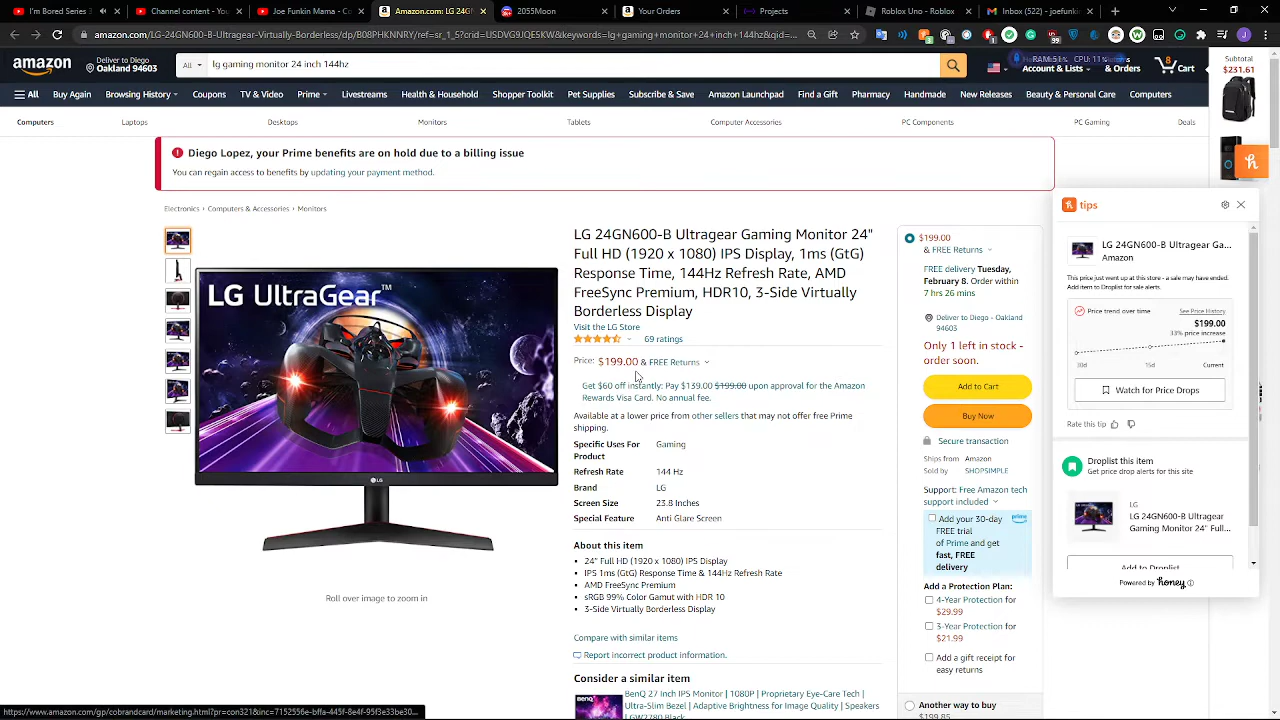 I'm Bored Series
Channel content - You
Joe Funkin Mama - Co
Amazon.com: LG 24GN
2055Moon
Your Orders
Projects
Roblox Uno - Roblo
Inbox (522) - joefunki
amazon.com/LG-24GN600-B-Ultragear-Virtually-Borderless/dp/B08PHKNNRY/ref=sr_1_5?crid=USDVG9JQE5KW&keywords=lg+gaming+monitor+24+inch+144hz&qid=...
amazon
Deliver to Diego
Oakland 94603
All
lg gaming monitor 24 inch 144hz
CPU: 11%
Account & Lists
& Orders
8
Cart
Subtotal
$231.61
All
Buy Again
Browsing History
Coupons
TV & Video
Prime
Livestreams
Health & Household
Shopper Toolkit
Pet Supplies
Subscribe & Save
Amazon Launchpad
Find a Gift
Pharmacy
Handmade
New Releases
Beauty & Personal Care
Computers
Computers
Laptops
Desktops
Monitors
Tablets
Computer Accessories
PC Components
PC Gaming
Deals
Diego Lopez, your Prime benefits are on hold due to a billing issue
You can regain access to benefits by updating your payment method.
Electronics › Computers & Accessories › Monitors
LG UltraGear™
LG
Roll over image to zoom in
LG 24GN600-B Ultragear Gaming Monitor 24"
Full HD (1920 x 1080) IPS Display, 1ms (GtG)
Response Time, 144Hz Refresh Rate, AMD
FreeSync Premium, HDR10, 3-Side Virtually
Borderless Display
Visit the LG Store
69 ratings
Price: $199.00 & FREE Returns
Get $60 off instantly: Pay $139.00 $199.00 upon approval for the Amazon
Rewards Visa Card. No annual fee.
Available at a lower price from other sellers that may not offer free Prime
shipping.
Specific Uses For Gaming
Product
Refresh Rate 144 Hz
Brand LG
Screen Size 23.8 Inches
Special Feature Anti Glare Screen
About this item
• 24" Full HD (1920 x 1080) IPS Display
• IPS 1ms (GtG) Response Time & 144Hz Refresh Rate
• AMD FreeSync Premium
• sRGB 99% Color Gamut with HDR 10
• 3-Side Virtually Borderless Display
Compare with similar items
Report incorrect product information.
Consider a similar item
BenQ
BenQ 27 Inch IPS Monitor | 1080P | Proprietary Eye-Care Tech |
Ultra-Slim Bezel | Adaptive Brightness for Image Quality | Speakers
| GW2780 Black
$199.00
& FREE Returns
FREE delivery Tuesday,
February 8. Order within
7 hrs 26 mins
Deliver to Diego - Oakland
94603
Only 1 left in stock -
order soon.
Add to Cart
Buy Now
Secure transaction
Ships from Amazon
Sold by SHOPSIMPLE
Support: Free Amazon tech
support included
Add your 30-day
prime
FREE trial
of Prime and get
fast, FREE
delivery
Add a Protection Plan:
4-Year Protection for
$29.99
3-Year Protection for
$21.99
Add a gift receipt for
easy returns
Another way to buy
$199.85
h
h tips
LG 24GN600-B Ultragear Ga...
Amazon
This price just went up at this store - a sale may have ended.
Add item to Droplist for sale alerts.
Price trend over time
See Price History
$199.00
33% price increase
30d
15d
Current
Watch for Price Drops
Rate this tip
Droplist this item
Get price drop alerts for this site
LG
LG 24GN600-B Ultragear
Gaming Monitor 24" Full...
Add to Droplist
Powered by honey
https://www.amazon.com/gp/cobrandcard/marketing.html?pr=con321&inc=7152556e-bffa-445f-8e4f-95f3e33be30...